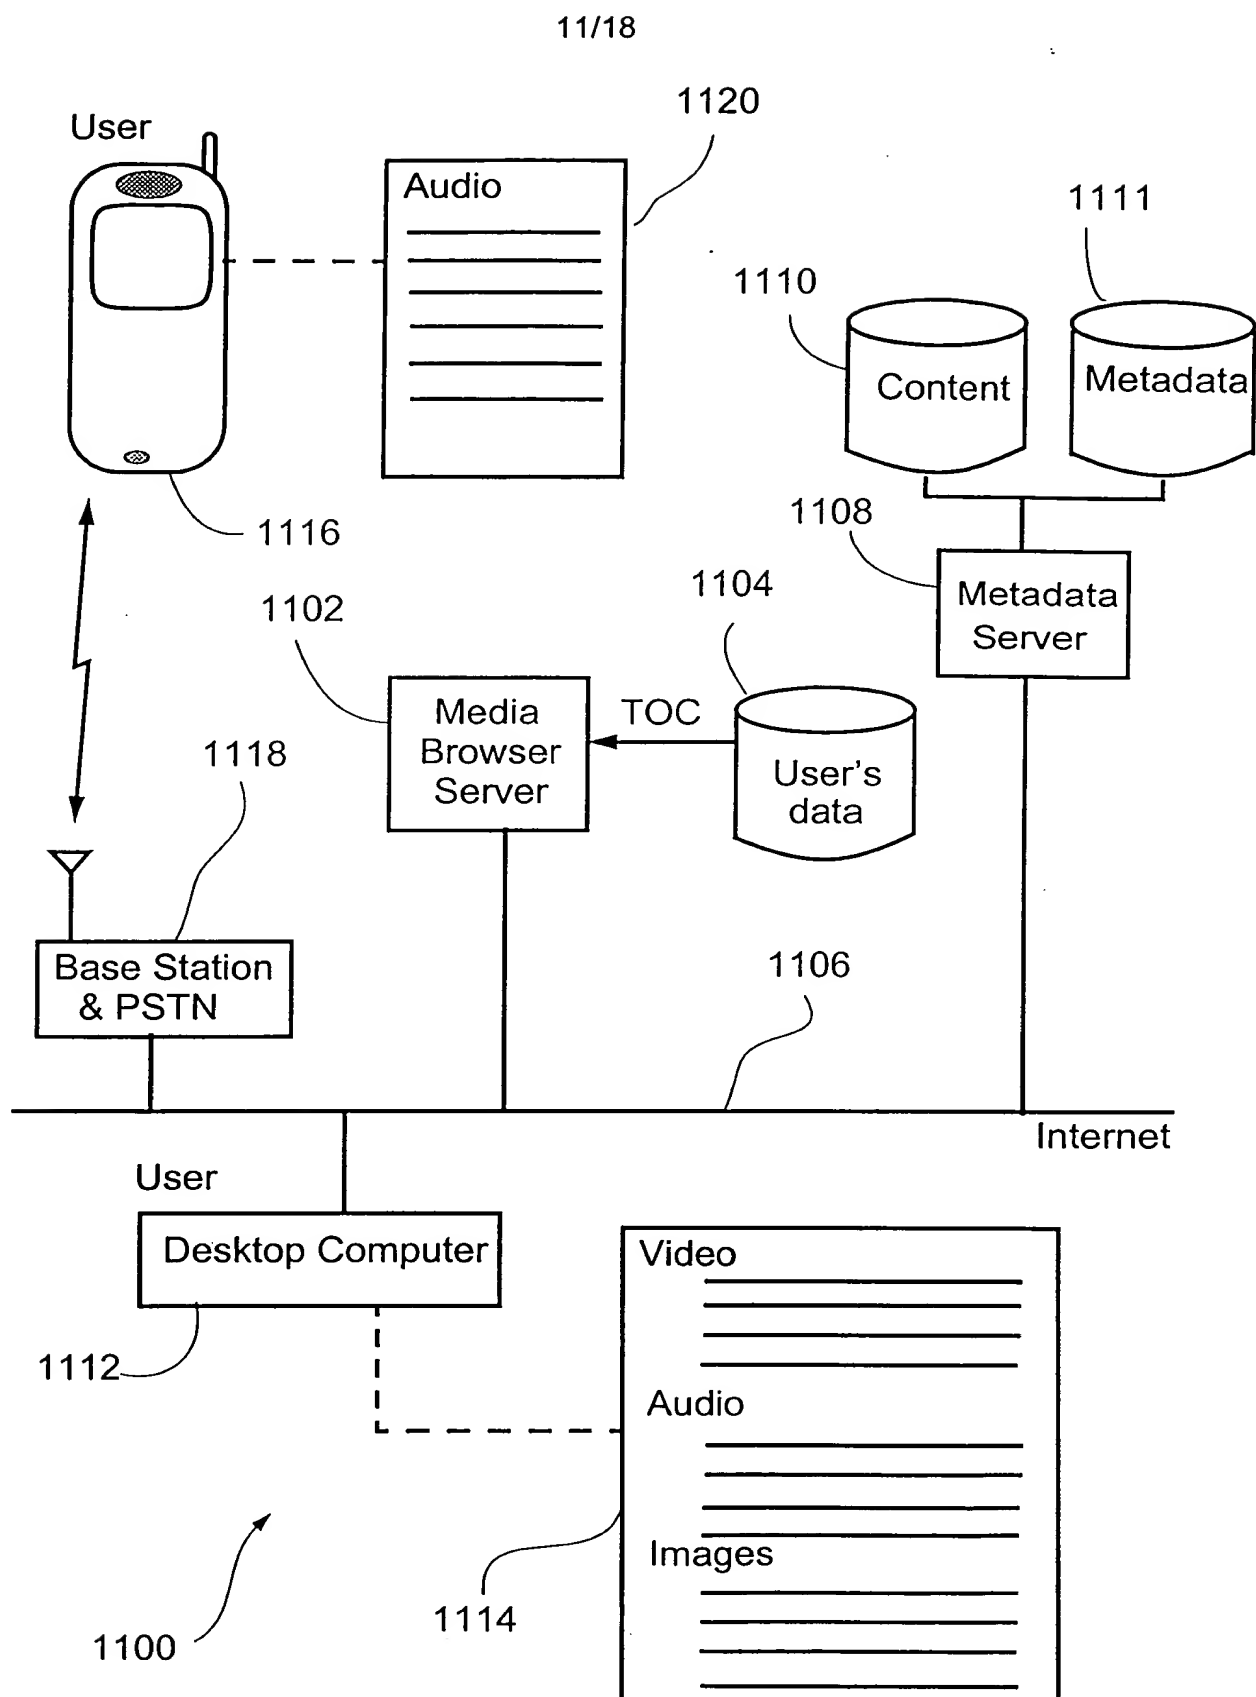 11/18
User
1120
Audio
1111
1110
Content
Metadata
1116
1108
1102
1104
Metadata
Server
Media
Browser
Server
TOC
User's
data
1118
Base Station
& PSTN
1106
Internet
User
Desktop Computer
Video
1112
Audio
Images
1114
1100